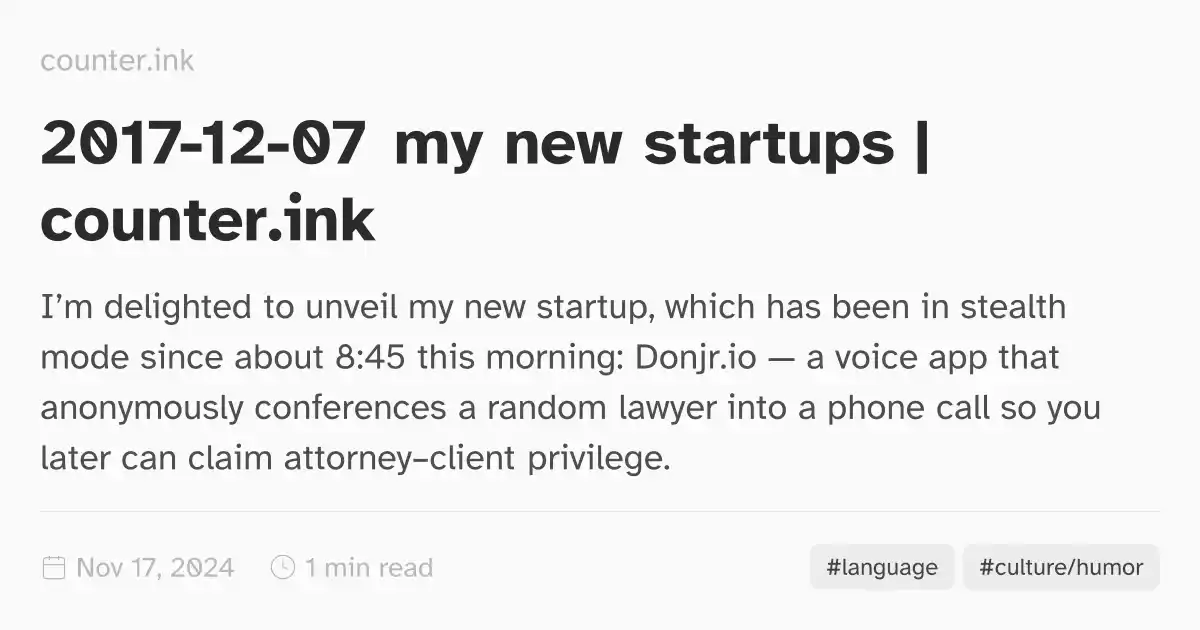 counter.ink
2017-12-07 my new startups |
counter.ink
I’m delighted to unveil my new startup, which has been in stealth
mode since about 8:45 this morning: Donjr.io — a voice app that
anonymously conferences a random lawyer into a phone call so you
later can claim attorney–client privilege.
Nov 17, 2024 1 min read #language #culture/humor